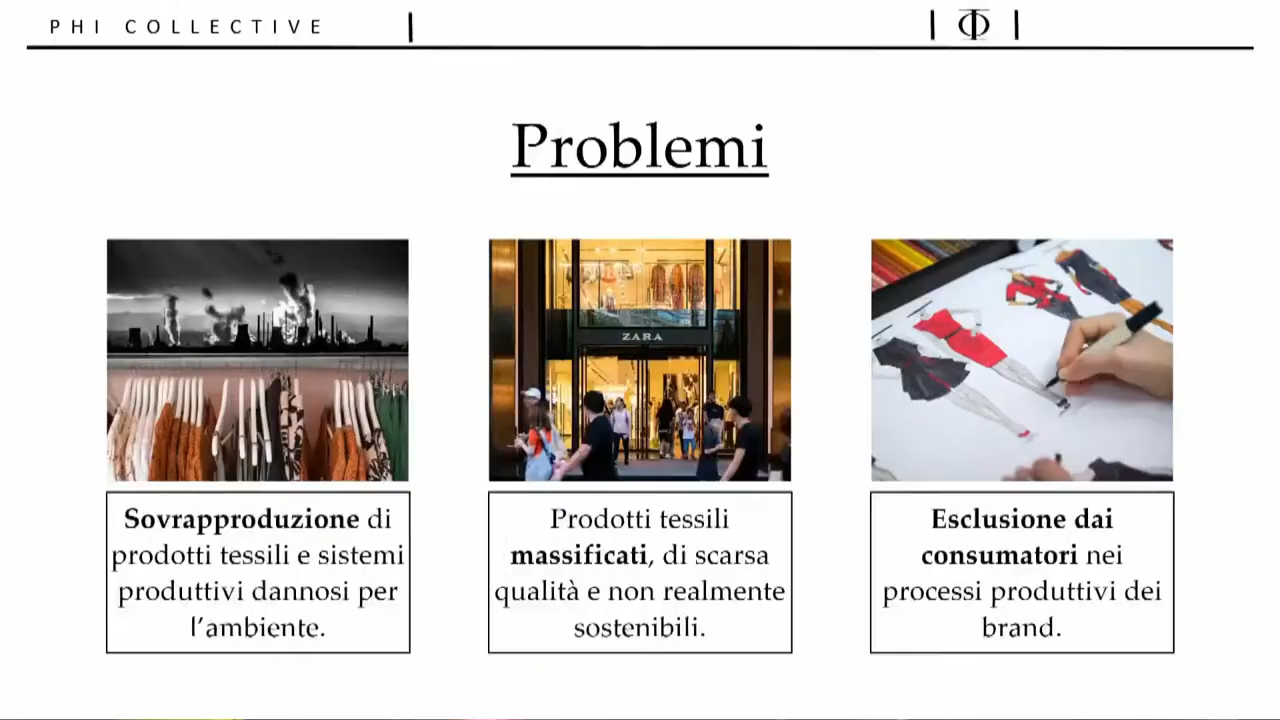 PHI COLLECTIVE
Φ
Problemi
ZARA
Sovrapproduzione di
prodotti tessili e sistemi
produttivi dannosi per
l’ambiente.
Prodotti tessili
massificati, di scarsa
qualità e non realmente
sostenibili.
Esclusione dai
consumatori nei
processi produttivi dei
brand.